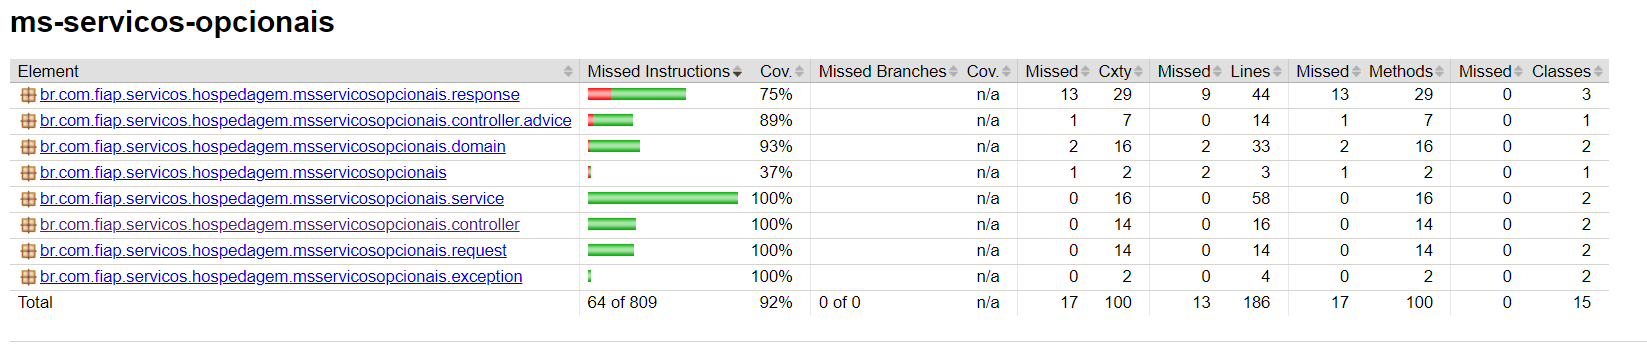 ms-servicos-opcionais
Element Missed Instructions Cov. Missed Branches Cov. Missed Cxty Missed Lines Missed Methods Missed Classes
br.com.fiap.servicos.hospedagem.msservicosopcionais.response 75% n/a 13 29 9 44 13 29 0 3
br.com.fiap.servicos.hospedagem.msservicosopcionais.controller.advice 89% n/a 1 7 0 14 1 7 0 1
br.com.fiap.servicos.hospedagem.msservicosopcionais.domain 93% n/a 2 16 2 33 2 16 0 2
br.com.fiap.servicos.hospedagem.msservicosopcionais 37% n/a 1 2 2 3 1 2 0 1
br.com.fiap.servicos.hospedagem.msservicosopcionais.service 100% n/a 0 16 0 58 0 16 0 2
br.com.fiap.servicos.hospedagem.msservicosopcionais.controller 100% n/a 0 14 0 16 0 14 0 2
br.com.fiap.servicos.hospedagem.msservicosopcionais.request 100% n/a 0 14 0 14 0 14 0 2
br.com.fiap.servicos.hospedagem.msservicosopcionais.exception 100% n/a 0 2 0 4 0 2 0 2
Total 64 of 809 92% 0 of 0 n/a 17 100 13 186 17 100 0 15